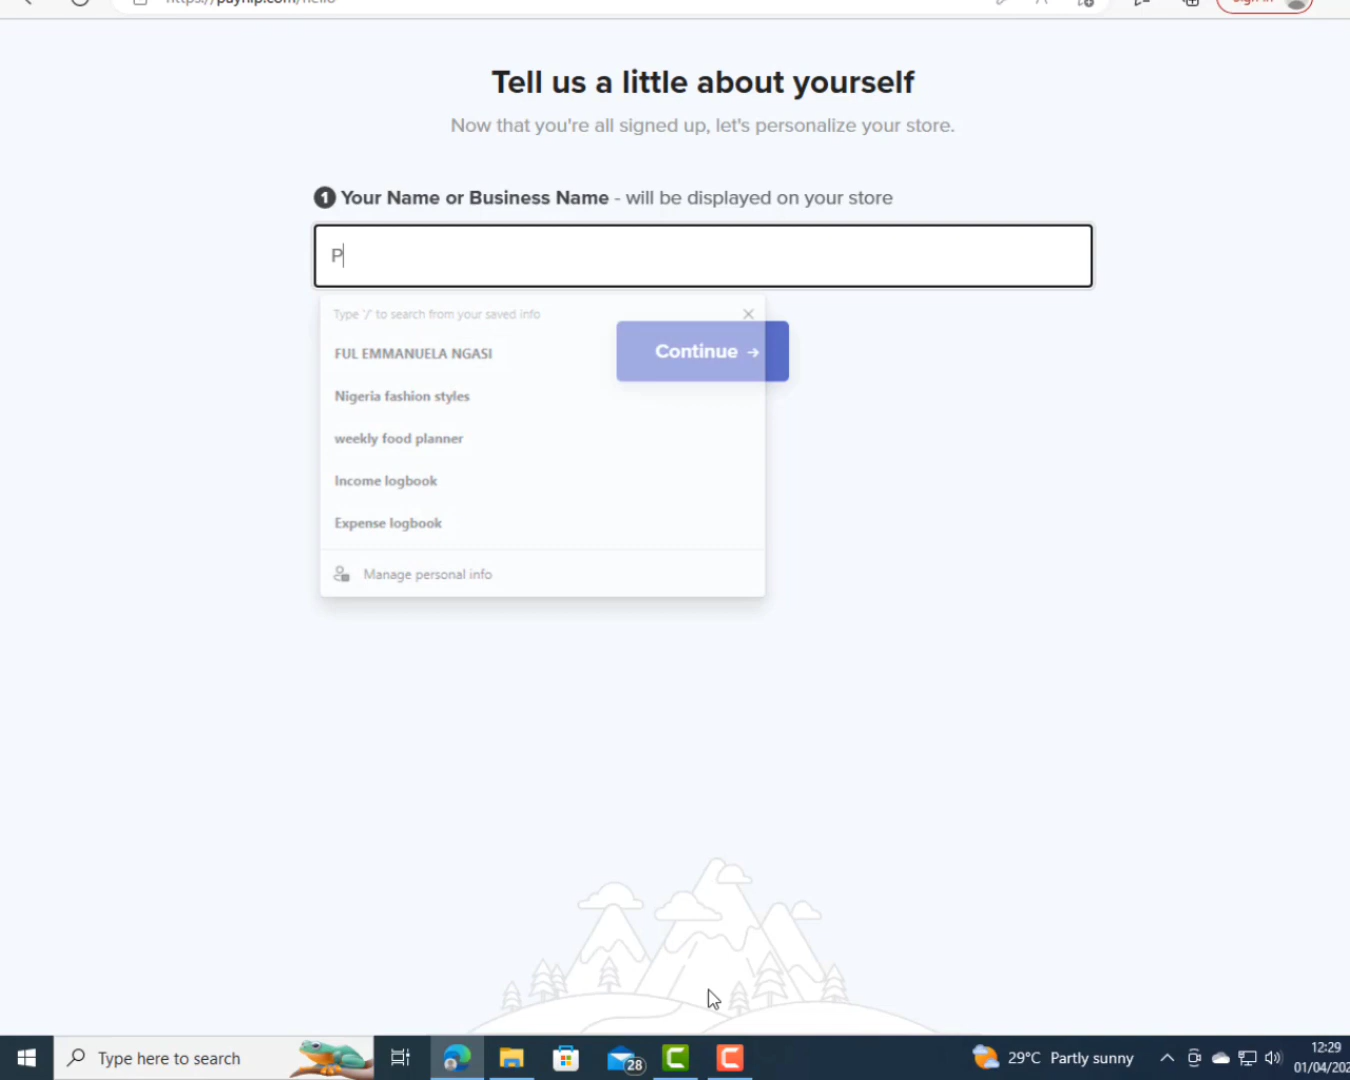 Tell us a little about yourself
Now that you're all signed up, let's personalize your store.
1 Your Name or Business Name - will be displayed on your store
P
Type '/' to search from your saved info
FUL EMMANUELA NGASI
Continue →
Nigeria fashion styles
weekly food planner
Income logbook
Expense logbook
Manage personal info
Type here to search
28
29°C Partly sunny
12:29